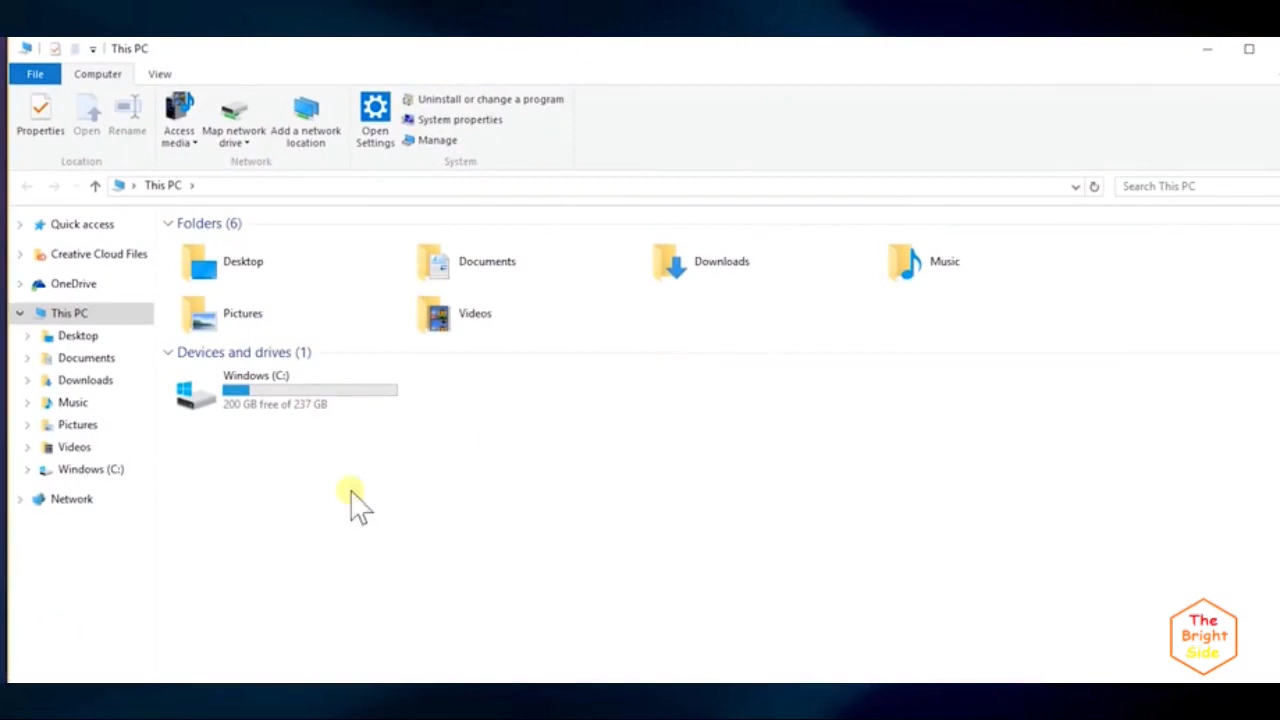 This PC
File Computer View
Properties Open Rename Access media Map network drive Add a network location Open Settings Uninstall or change a program
System properties
Manage
Location Network System
This PC Search This PC
Quick access
Creative Cloud Files
OneDrive
This PC
Desktop
Documents
Downloads
Music
Pictures
Videos
Windows (C:)
Network
Folders (6)
Desktop Documents Downloads Music
Pictures Videos
Devices and drives (1)
Windows (C:)
200 GB free of 237 GB
The
Bright
Side